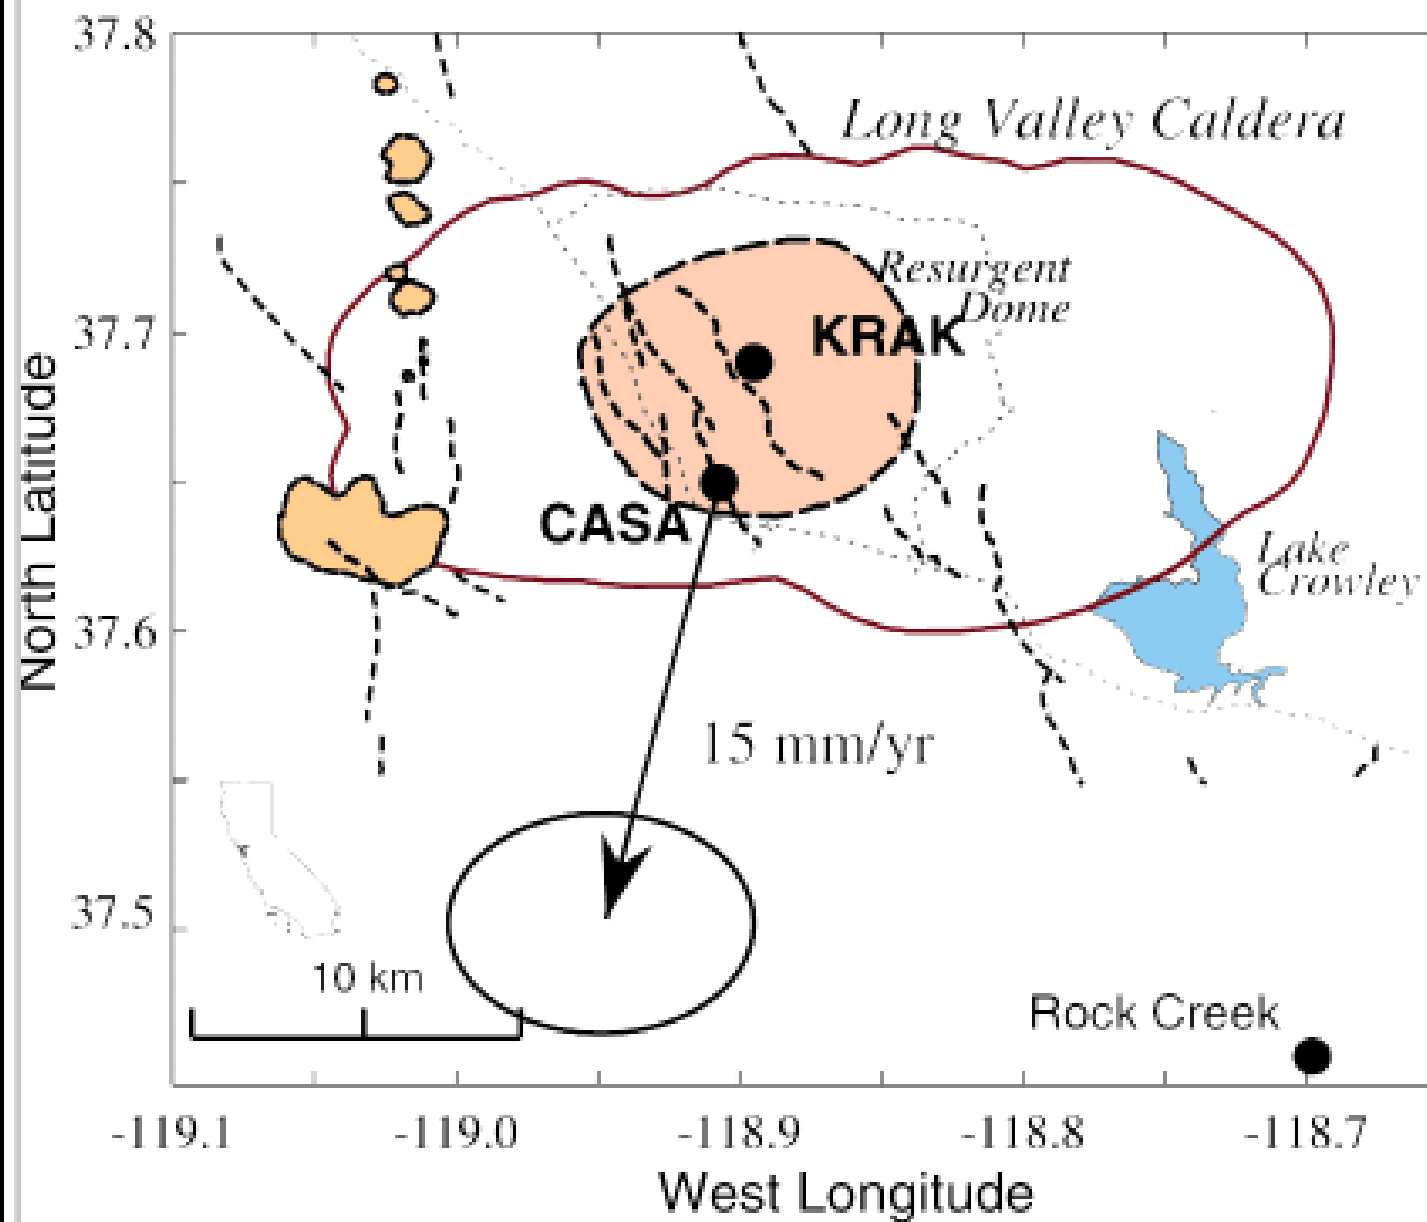 37.8
Long Valley Caldera
Resurgent
Dome
KRAK
37.7
North Latitude
CASA
Lake
Crowley
37.6
15 mm/yr
37.5
10 km
Rock Creek
-119.1
-119.0
-118.9
-118.8
-118.7
West Longitude